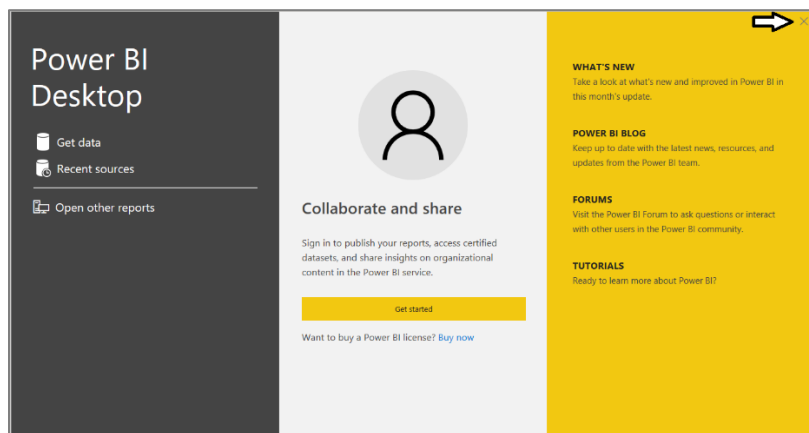 Power BI
Desktop
Get data
Recent sources
Open other reports
Collaborate and share
Sign in to publish your reports, access certified
datasets, and share insights on organizational
content in the Power BI service.
Get started
Want to buy a Power BI license? Buy now
WHAT'S NEW
Take a look at what's new and improved in Power BI in
this month's update.
POWER BI BLOG
Keep up to date with the latest news, resources, and
updates from the Power BI team.
FORUMS
Visit the Power BI Forum to ask questions or interact
with other users in the Power BI community.
TUTORIALS
Ready to learn more about Power BI?